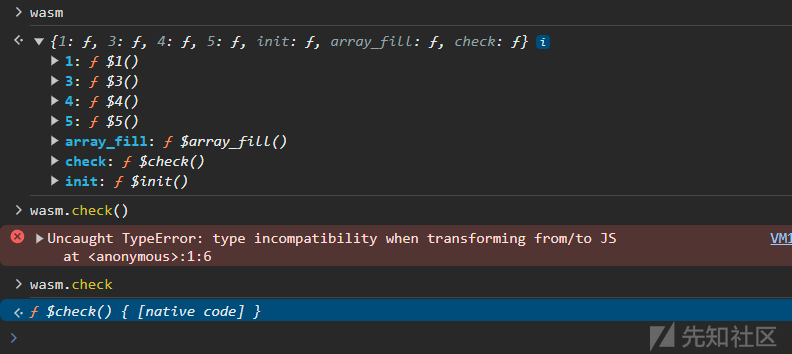 wasm
{1: ƒ, 3: ƒ, 4: ƒ, 5: ƒ, init: ƒ, array_fill: ƒ, check: ƒ} i
1: ƒ $1()
3: ƒ $3()
4: ƒ $4()
5: ƒ $5()
array_fill: ƒ $array_fill()
check: ƒ $check()
init: ƒ $init()
wasm.check()
Uncaught TypeError: type incompatibility when transforming from/to JS VM1
at <anonymous>:1:6
wasm.check
ƒ $check() { [native code] }
先知社区